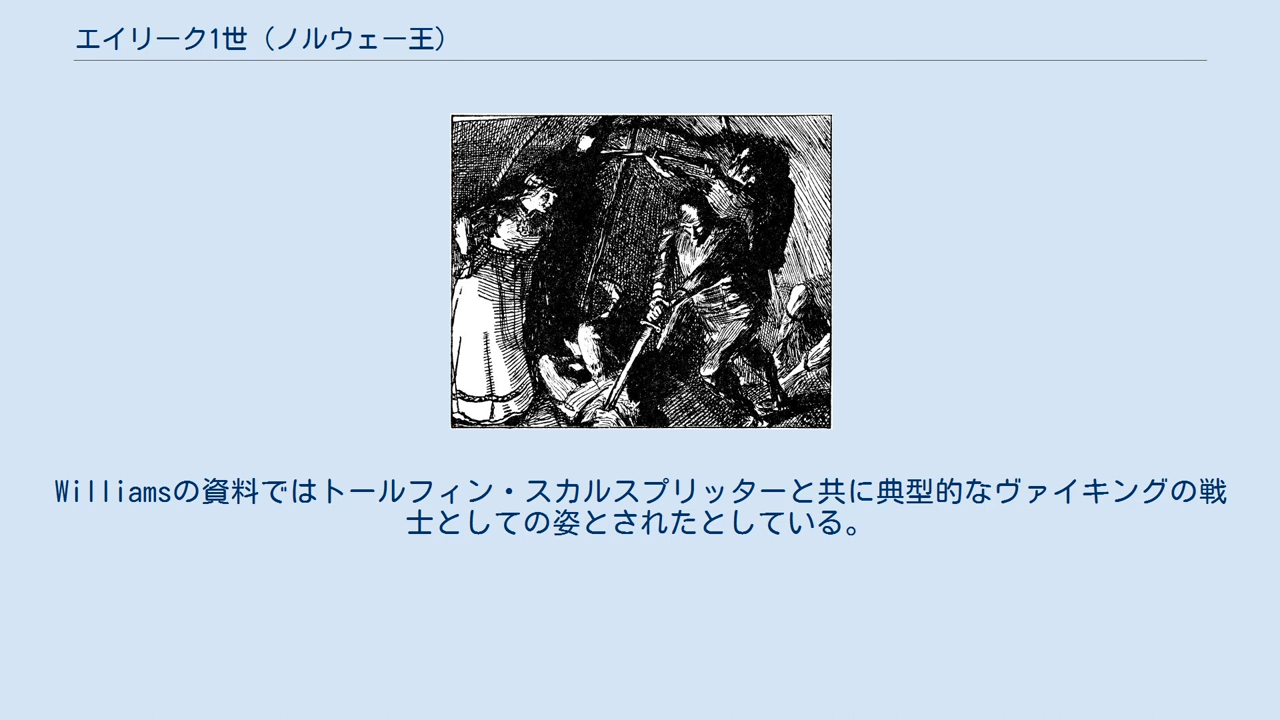 エイリーク1世（ノルウェー王）
Williamsの資料ではトールフィン・スカルスプリッターと共に典型的なヴァイキングの戦
士としての姿とされたとしている。